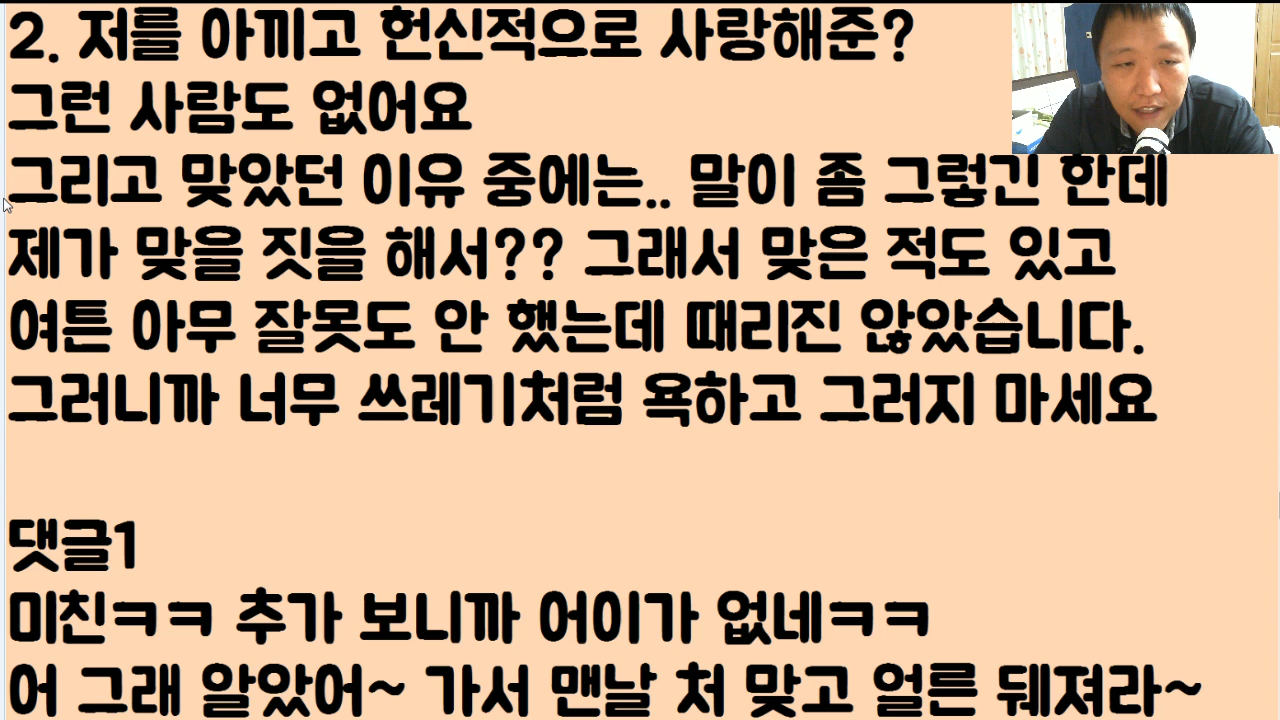 2. 저를 아끼고 헌신적으로 사랑해준?
그런 사람도 없어요
그리고 맞았던 이유 중에는.. 말이 좀 그렇긴 한데
제가 맞을 짓을 해서?? 그래서 맞은 적도 있고
여튼 아무 잘못도 안 했는데 때리진 않았습니다.
그러니까 너무 쓰레기처럼 욕하고 그러지 마세요
댓글1
미친ㅋㅋ 추가 보니까 어이가 없네ㅋㅋ
어 그래 알았어~ 가서 맨날 처 맞고 얼른 뒈져라~